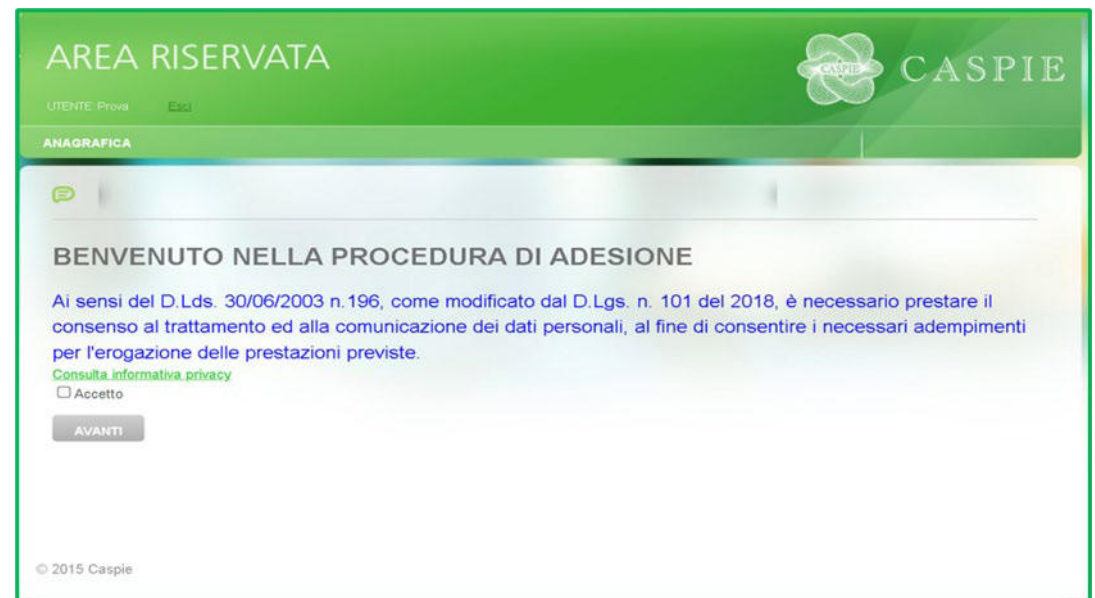 AREA RISERVATA
CASPIE
CASPIE
UTENTE: Prova Esci
ANAGRAFICA
BENVENUTO NELLA PROCEDURA DI ADESIONE
Ai sensi del D.Lds. 30/06/2003 n.196, come modificato dal D.Lgs. n. 101 del 2018, è necessario prestare il
consenso al trattamento ed alla comunicazione dei dati personali, al fine di consentire i necessari adempimenti
per l'erogazione delle prestazioni previste.
Consulta informativa privacy
Accetto
AVANTI
© 2015 Caspie